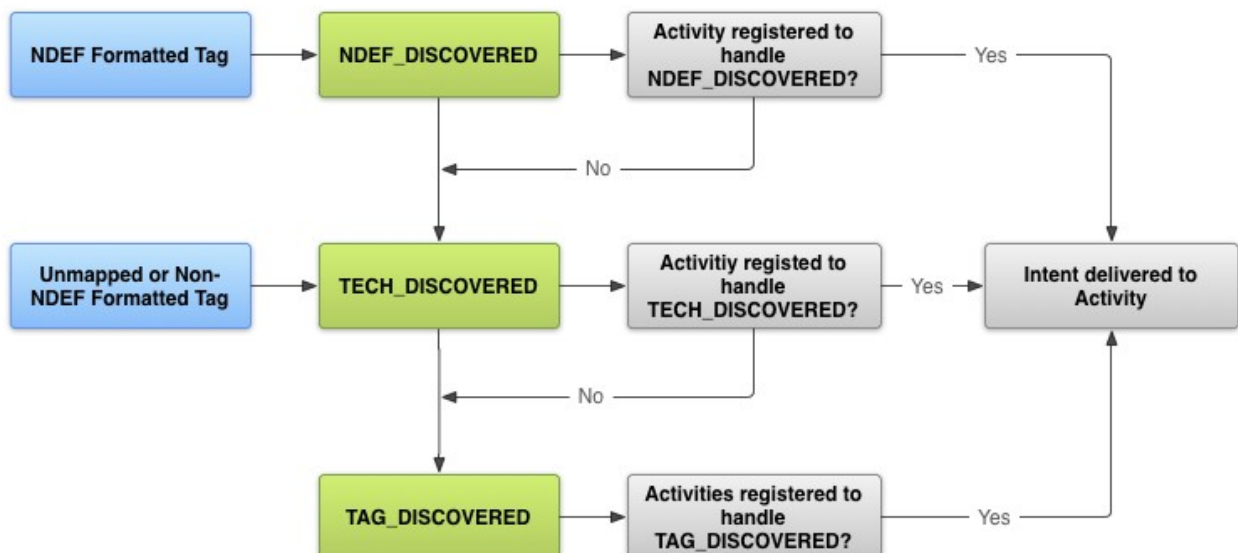 NDEF Formatted Tag
NDEF_DISCOVERED
Activity registered to
handle
NDEF_DISCOVERED?
Yes
No
Unmapped or Non-
NDEF Formatted Tag
TECH_DISCOVERED
Activitiy registed to
handle
TECH_DISCOVERED?
Yes
Intent delivered to
Activity
No
TAG_DISCOVERED
Activities registered to
handle
TAG_DISCOVERED?
Yes